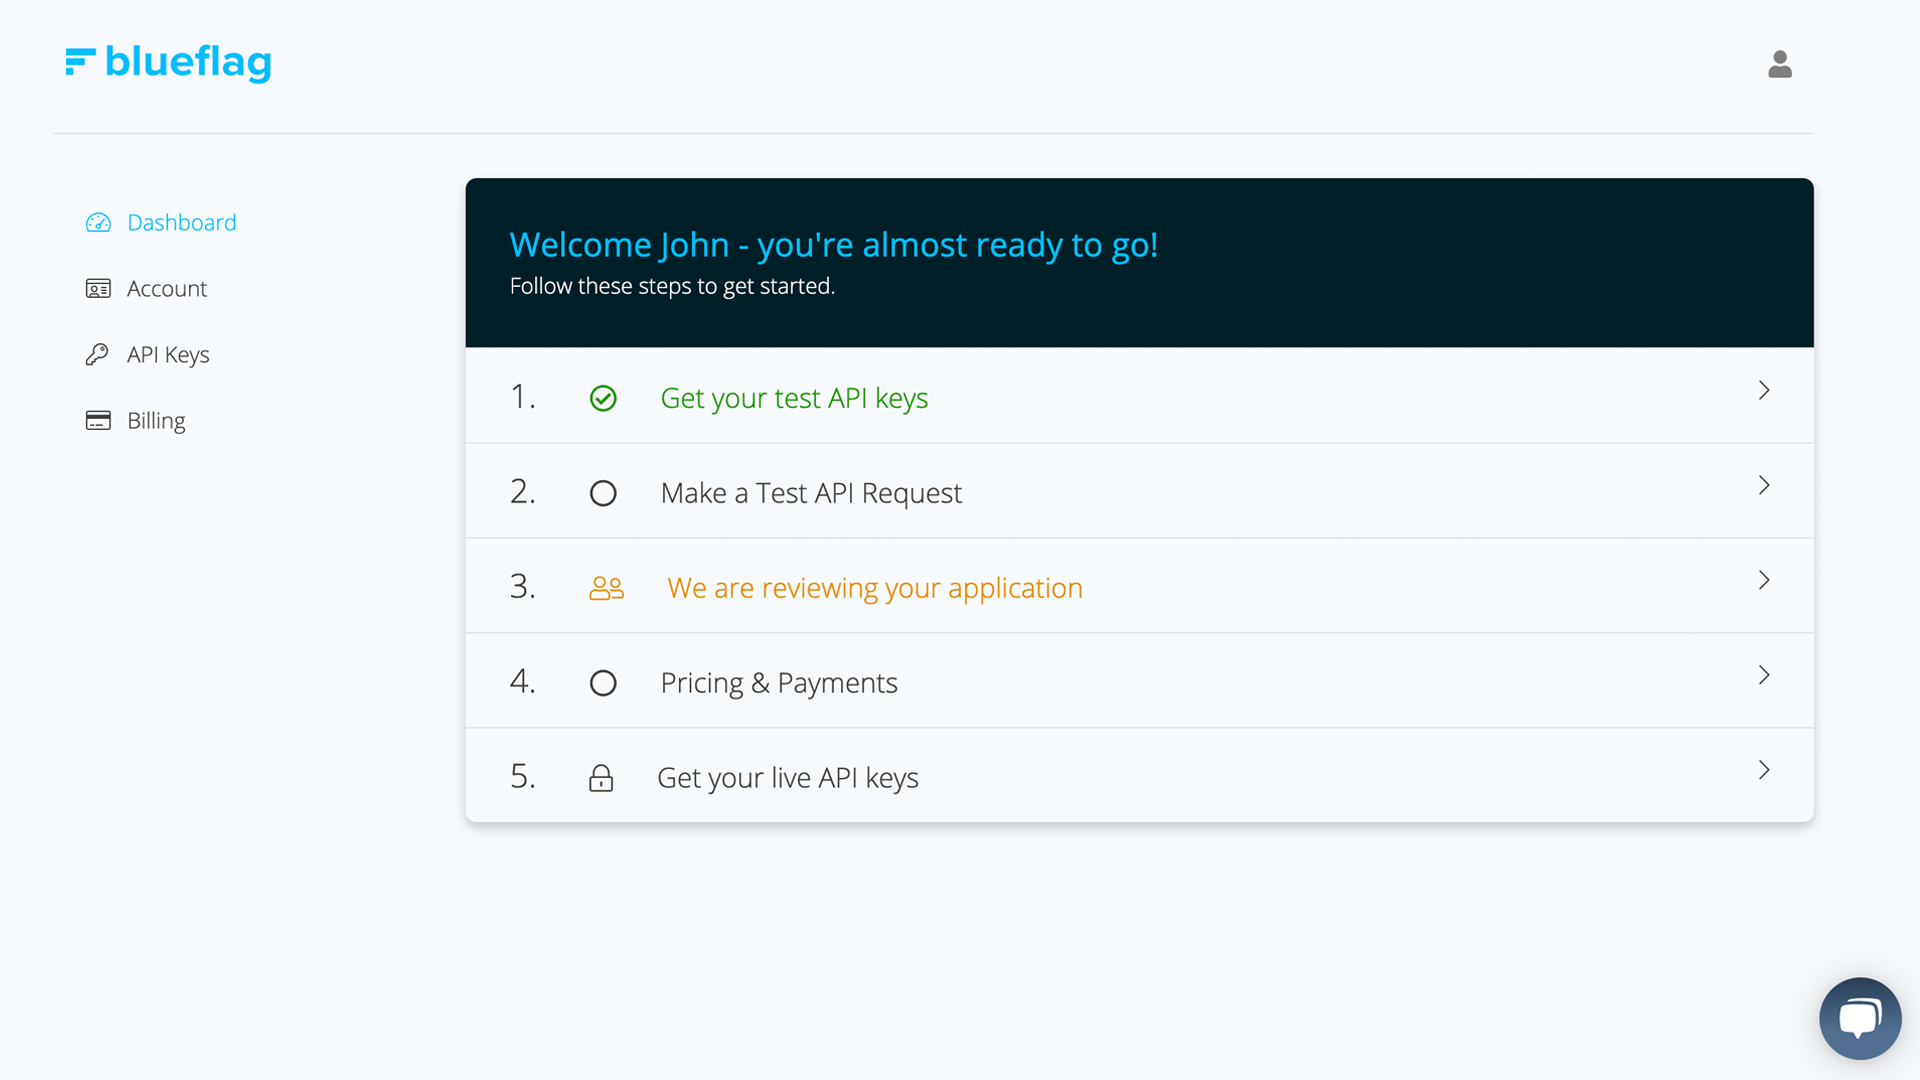 blueflag
Dashboard
Account
API Keys
Billing
Welcome John - you're almost ready to go!
Follow these steps to get started.
1. Get your test API keys
2. Make a Test API Request
3. We are reviewing your application
4. Pricing & Payments
5. Get your live API keys